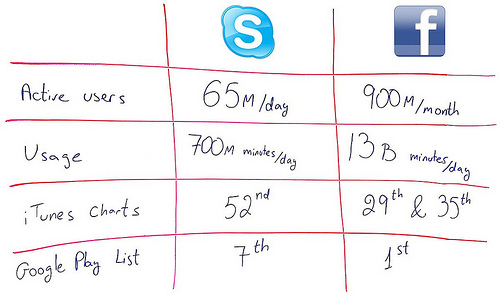 S f
Active users 65M/day 900M/month
Usage 700M minutes/day 13B minutes/day
iTunes charts 52nd 29th & 35th
Google Play List 7th 1st